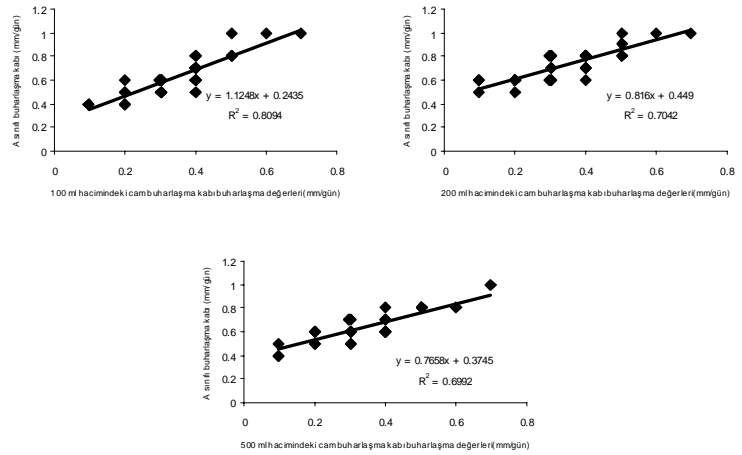 A sınıfı buharlaşma kabı (mm/gün)
1.2
1
0.8
0.6
0.4
0.2
0
y = 1.1248x + 0.2435
R² = 0.8094
0 0.2 0.4 0.6 0.8
100 ml hacimindeki cam buharlaşma kabı buharlaşma değerleri(mm/gün)
A sınıfı buharlaşma kabı (mm/gün)
1.2
1
0.8
0.6
0.4
0.2
0
y = 0.816x + 0.449
R² = 0.7042
0 0.2 0.4 0.6 0.8
200 ml hacimindeki cam buharlaşma kabı buharlaşma değerleri(mm/gün)
A sınıfı buharlaşma kabı (mm/gün)
1.2
1
0.8
0.6
0.4
0.2
0
y = 0.7658x + 0.3745
R² = 0.6992
0 0.2 0.4 0.6 0.8
500 ml hacimindeki cam buharlaşma kabı buharlaşma değerleri(mm/gün)